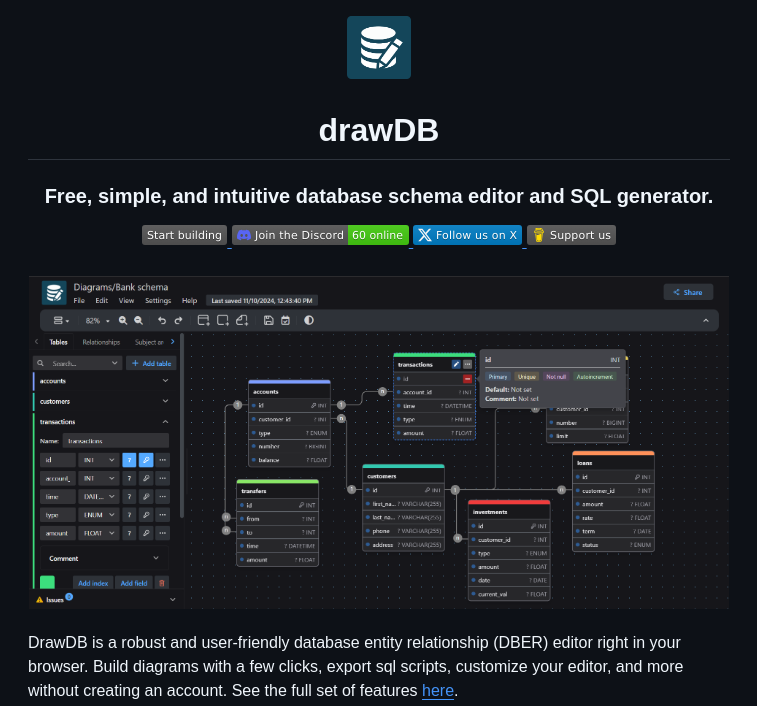 drawDB
Free, simple, and intuitive database schema editor and SQL generator.
Start building Join the Discord 60 online Follow us on X Support us
Diagrams/Bank schema
File Edit View Settings Help Last saved 11/10/2024, 12:43:40 PM
Share
82%
Tables Relationships Subject ar
Search... + Add table
accounts
customers
transactions
Name: transactions
id INT ?
account_ INT ?
time DATE... ?
type ENUM ?
amount FLOAT ?
Comment
Add index Add field
Issues
accounts
id INT
customer_id ? INT
type ? ENUM
number ? BIGINT
balance ? FLOAT
transfers
id INT
from ? INT
to ? INT
time ? DATETIME
amount ? FLOAT
transactions
id
account_id ? INT
time ? DATETIME
type ? ENUM
amount ? FLOAT
id INT
Primary Unique Not null Autoincrement
Default: Not set
Comment: Not set
customer_id ? INT
number ? BIGINT
limit ? FLOAT
customers
id INT
first_na... ? VARCHAR(255)
last_na... ? VARCHAR(255)
phone ? VARCHAR(255)
address ? VARCHAR(255)
investments
id INT
customer_id ? INT
type ? ENUM
amount ? FLOAT
date ? DATE
current_val ? FLOAT
loans
id INT
customer_id ? INT
amount ? FLOAT
rate ? FLOAT
term ? DATE
status ? ENUM
DrawDB is a robust and user-friendly database entity relationship (DBER) editor right in your
browser. Build diagrams with a few clicks, export sql scripts, customize your editor, and more
without creating an account. See the full set of features here.